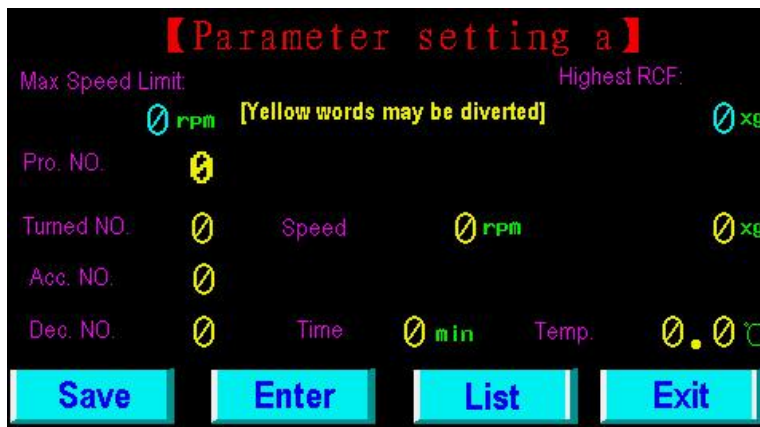 【Parameter setting a】
Max Speed Limit: Highest RCF:
0 rpm [Yellow words may be diverted] 0 xg
Pro. NO. 0
Turned NO. 0 Speed 0 rpm 0 xg
Acc. NO. 0
Dec. NO. 0 Time 0 min Temp. 0.0 ℃
Save Enter List Exit